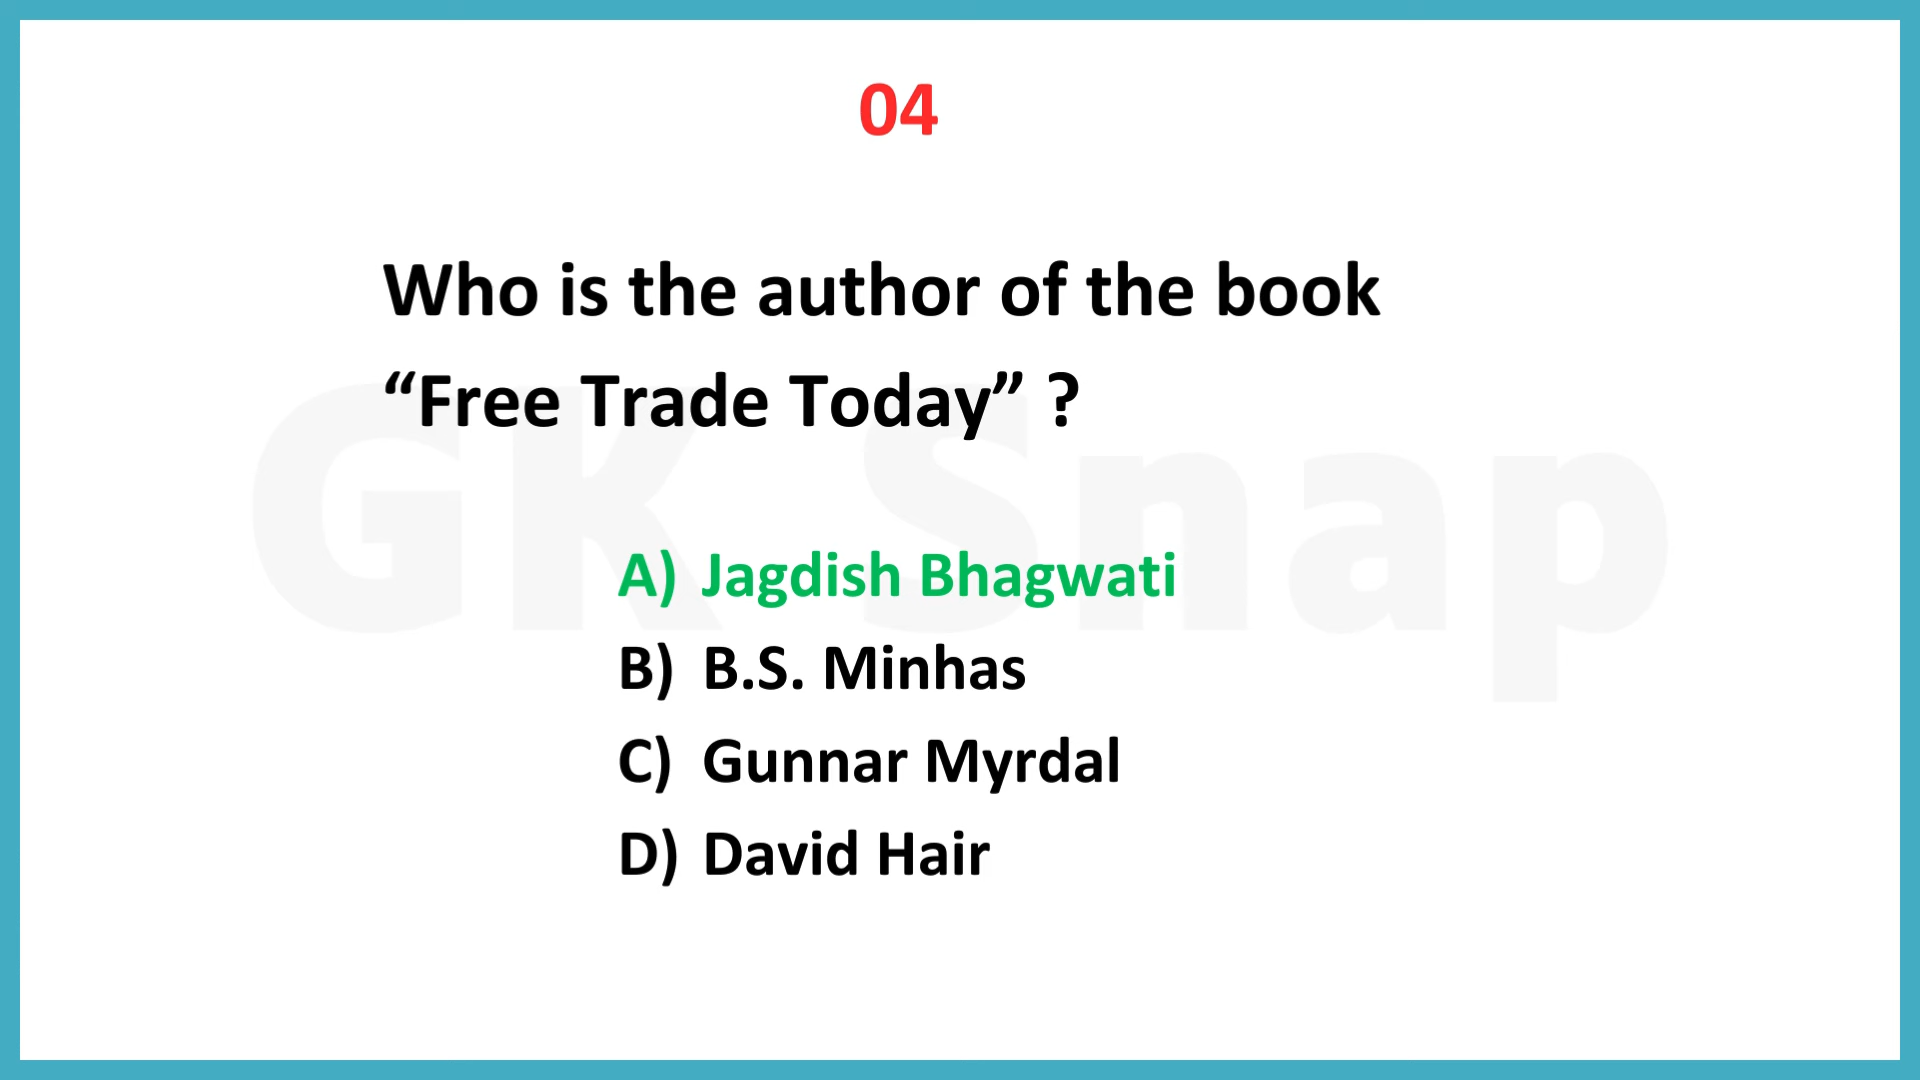 04
Who is the author of the book
“Free Trade Today” ?
GK Snap
A) Jagdish Bhagwati
B) B.S. Minhas
C) Gunnar Myrdal
D) David Hair